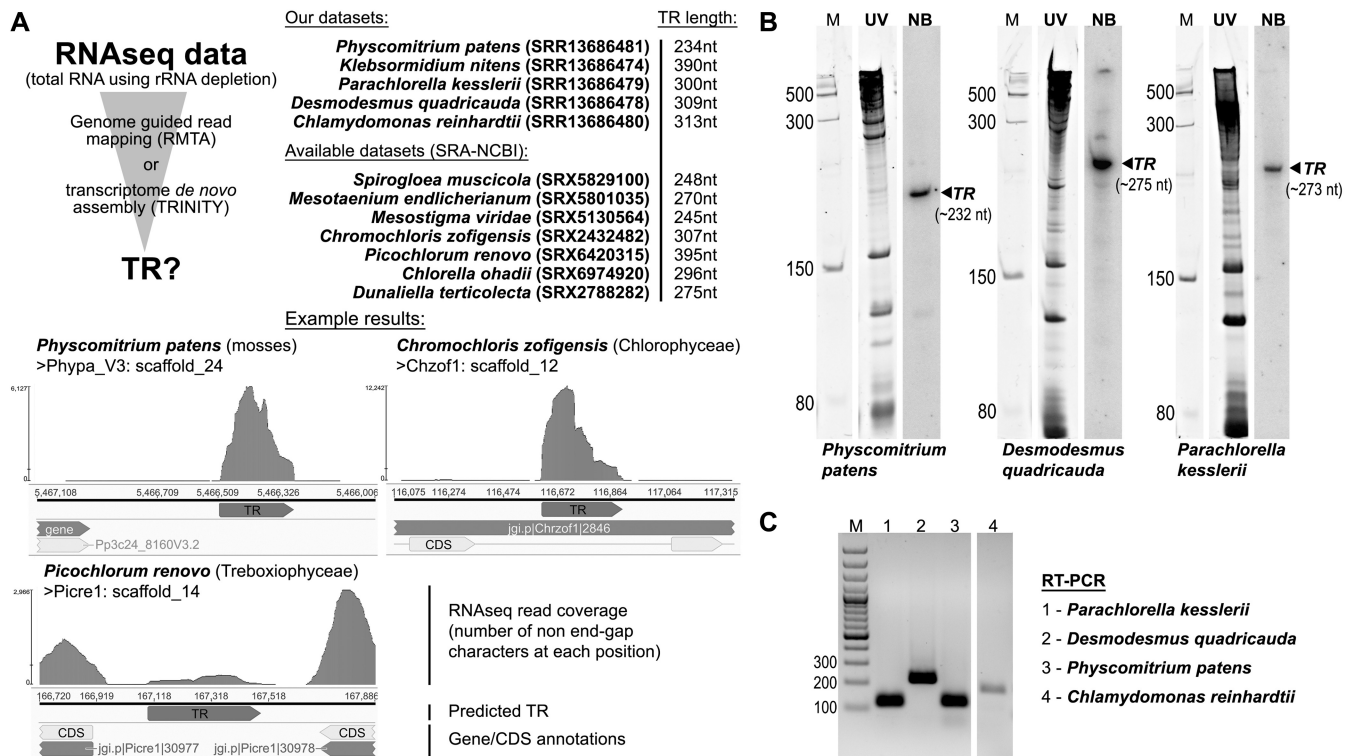 A
RNAseq data
(total RNA using rRNA depletion)
Genome guided read
mapping (RMTA)
or
transcriptome de novo
assembly (TRINITY)
TR?
Our datasets: TR length:
Physcomitrium patens (SRR13686481) 234nt
Klebsormidium nitens (SRR13686474) 390nt
Parachlorella kesslerii (SRR13686479) 300nt
Desmodesmus quadricauda (SRR13686478) 309nt
Chlamydomonas reinhardtii (SRR13686480) 313nt
Available datasets (SRA-NCBI):
Spirogloea muscicola (SRX5829100) 248nt
Mesotaenium endlicherianum (SRX5801035) 270nt
Mesostigma viridae (SRX5130564) 245nt
Chromochloris zofigensis (SRX2432482) 307nt
Picochlorum renovo (SRX6420315) 395nt
Chlorella ohadii (SRX6974920) 296nt
Dunaliella terticolecta (SRX2788282) 275nt
Example results:
Physcomitrium patens (mosses)
>Phypa_V3: scaffold_24
6,127
0
5,467,108 5,466,709 5,466,509 5,466,326 5,466,006
TR
gene
Pp3c24_8160V3.2
Chromochloris zofigensis (Chlorophyceae)
>Chzof1: scaffold_12
12,242
0
116,075 116,274 116,474 116,672 116,864 117,064 117,315
TR
jgi.p|Chrzof1|2846
CDS
Picochlorum renovo (Treboxiophyceae)
>Picre1: scaffold_14
2,966
0
166,720 166,919 167,118 167,318 167,518 167,886
TR
CDS CDS
jgi.p|Picre1|30977 jgi.p|Picre1|30978
RNAseq read coverage
(number of non end-gap
characters at each position)
Predicted TR
Gene/CDS annotations
B
M UV NB
500
300
150
80
TR
(~232 nt)
Physcomitrium
patens
M UV NB
500
300
150
80
TR
(~275 nt)
Desmodesmus
quadricauda
M UV NB
500
300
150
80
TR
(~273 nt)
Parachlorella
kesslerii
C
M 1 2 3 4
300
200
100
RT-PCR
1 - Parachlorella kesslerii
2 - Desmodesmus quadricauda
3 - Physcomitrium patens
4 - Chlamydomonas reinhardtii